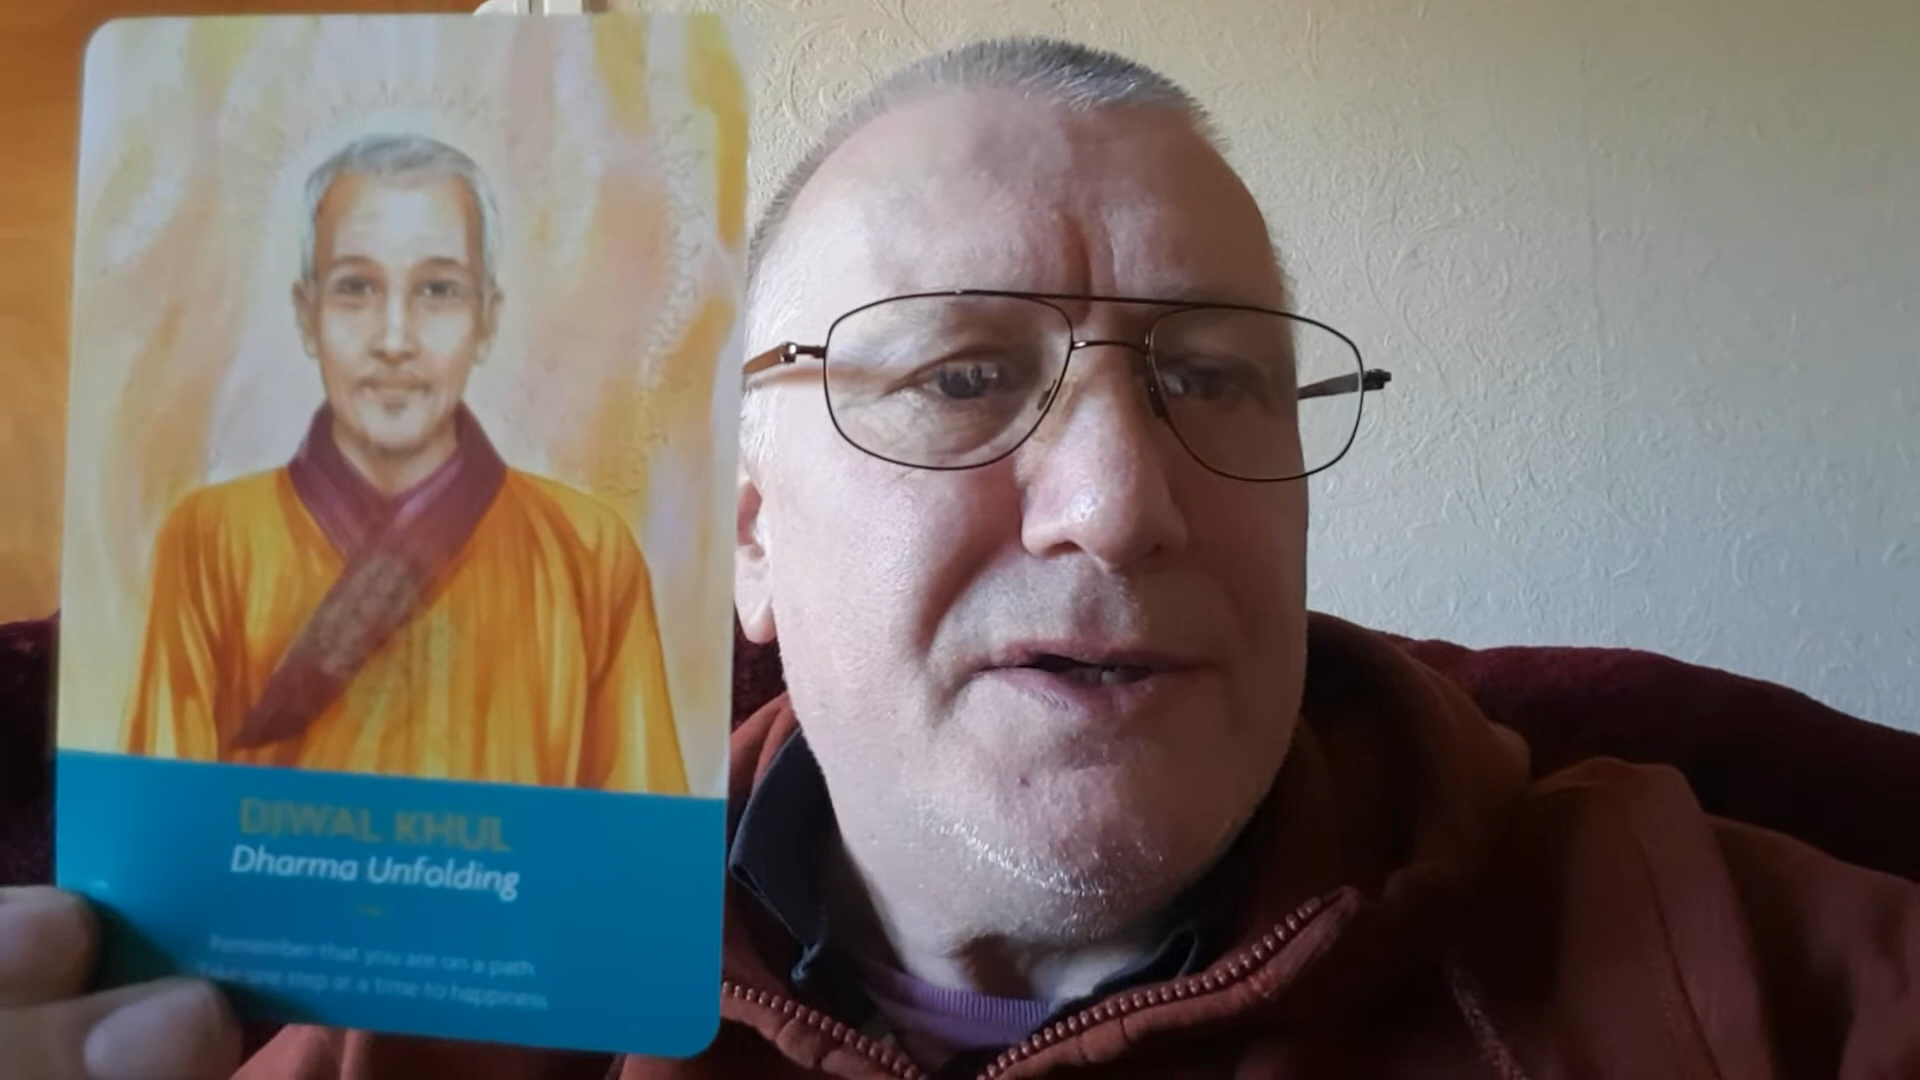 DJWAL KHUL
Dharma Unfolding
Remember that you are on a path
Take one step at a time to happiness